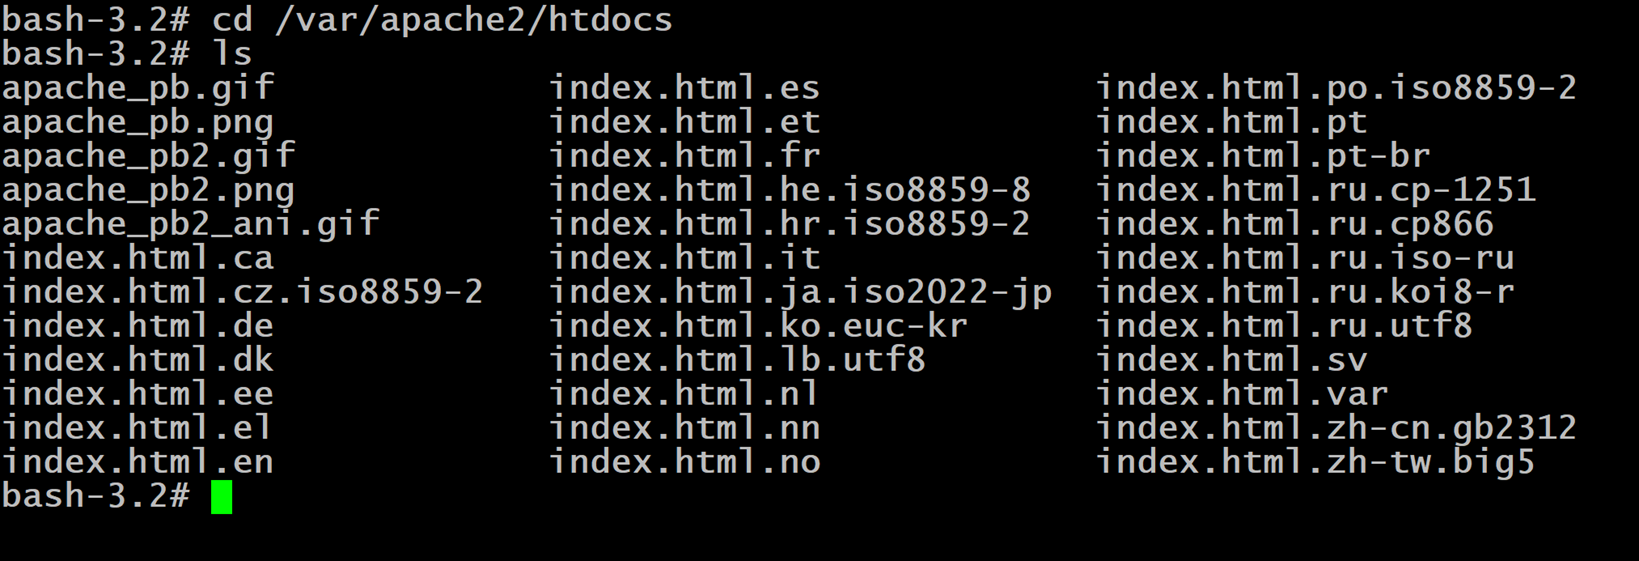 bash-3.2# cd /var/apache2/htdocs
bash-3.2# ls
apache_pb.gif index.html.es index.html.po.iso8859-2
apache_pb.png index.html.et index.html.pt
apache_pb2.gif index.html.fr index.html.pt-br
apache_pb2.png index.html.he.iso8859-8 index.html.ru.cp-1251
apache_pb2_ani.gif index.html.hr.iso8859-2 index.html.ru.cp866
index.html.ca index.html.it index.html.ru.iso-ru
index.html.cz.iso8859-2 index.html.ja.iso2022-jp index.html.ru.koi8-r
index.html.de index.html.ko.euc-kr index.html.ru.utf8
index.html.dk index.html.lb.utf8 index.html.sv
index.html.ee index.html.nl index.html.var
index.html.el index.html.nn index.html.zh-cn.gb2312
index.html.en index.html.no index.html.zh-tw.big5
bash-3.2#